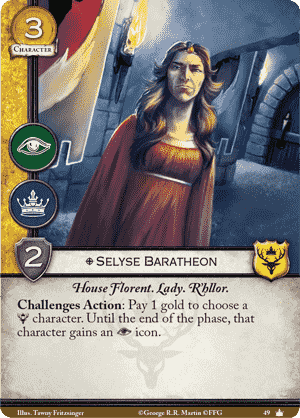 3
CHARACTER
2
SELYSE BARATHEON
House Florent. Lady. R'hllor.
Challenges Action: Pay 1 gold to choose a
character. Until the end of the phase, that
character gains an icon.
Illus. Tawny Fritzsinger ©George R.R. Martin ©FFG 49